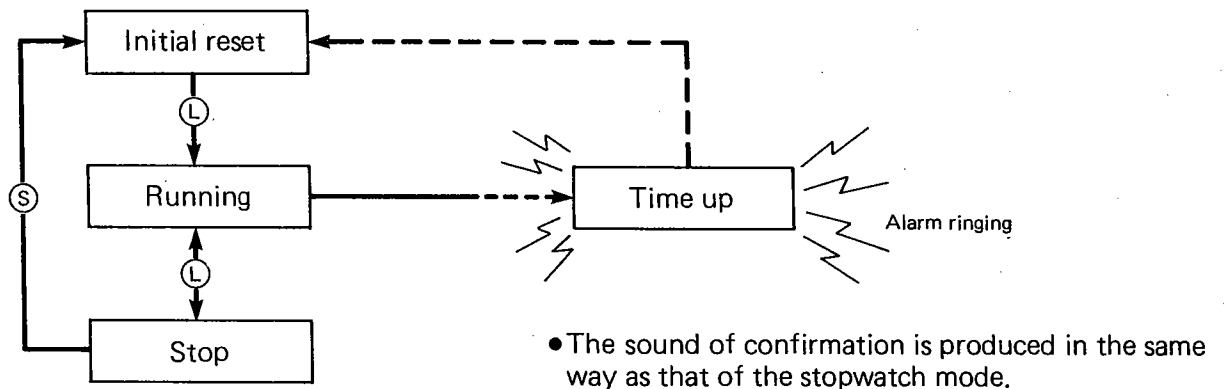 Initial reset
L
Running
S
Time up
Alarm ringing
L
Stop
●The sound of confirmation is produced in the same
way as that of the stopwatch mode.